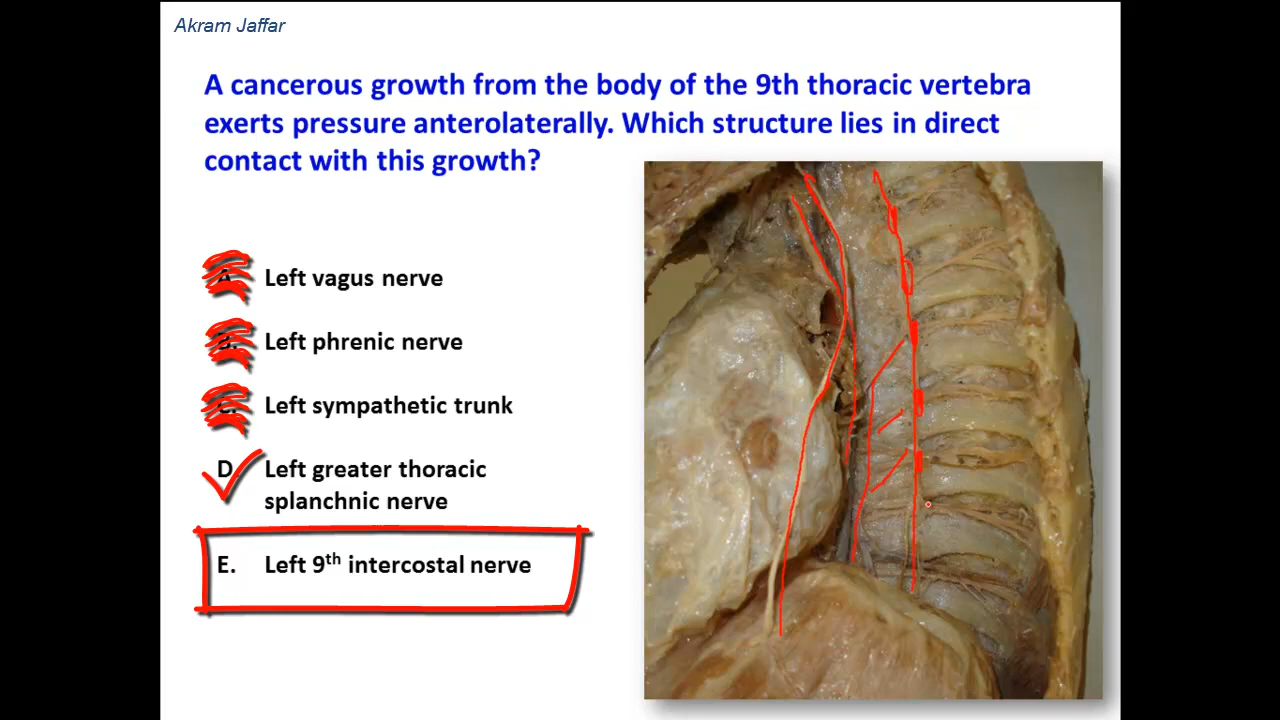 Akram Jaffar
A cancerous growth from the body of the 9th thoracic vertebra
exerts pressure anterolaterally. Which structure lies in direct
contact with this growth?
Left vagus nerve
B. Left phrenic nerve
Left sympathetic trunk
D. Left greater thoracic
splanchnic nerve
E. Left 9th intercostal nerve